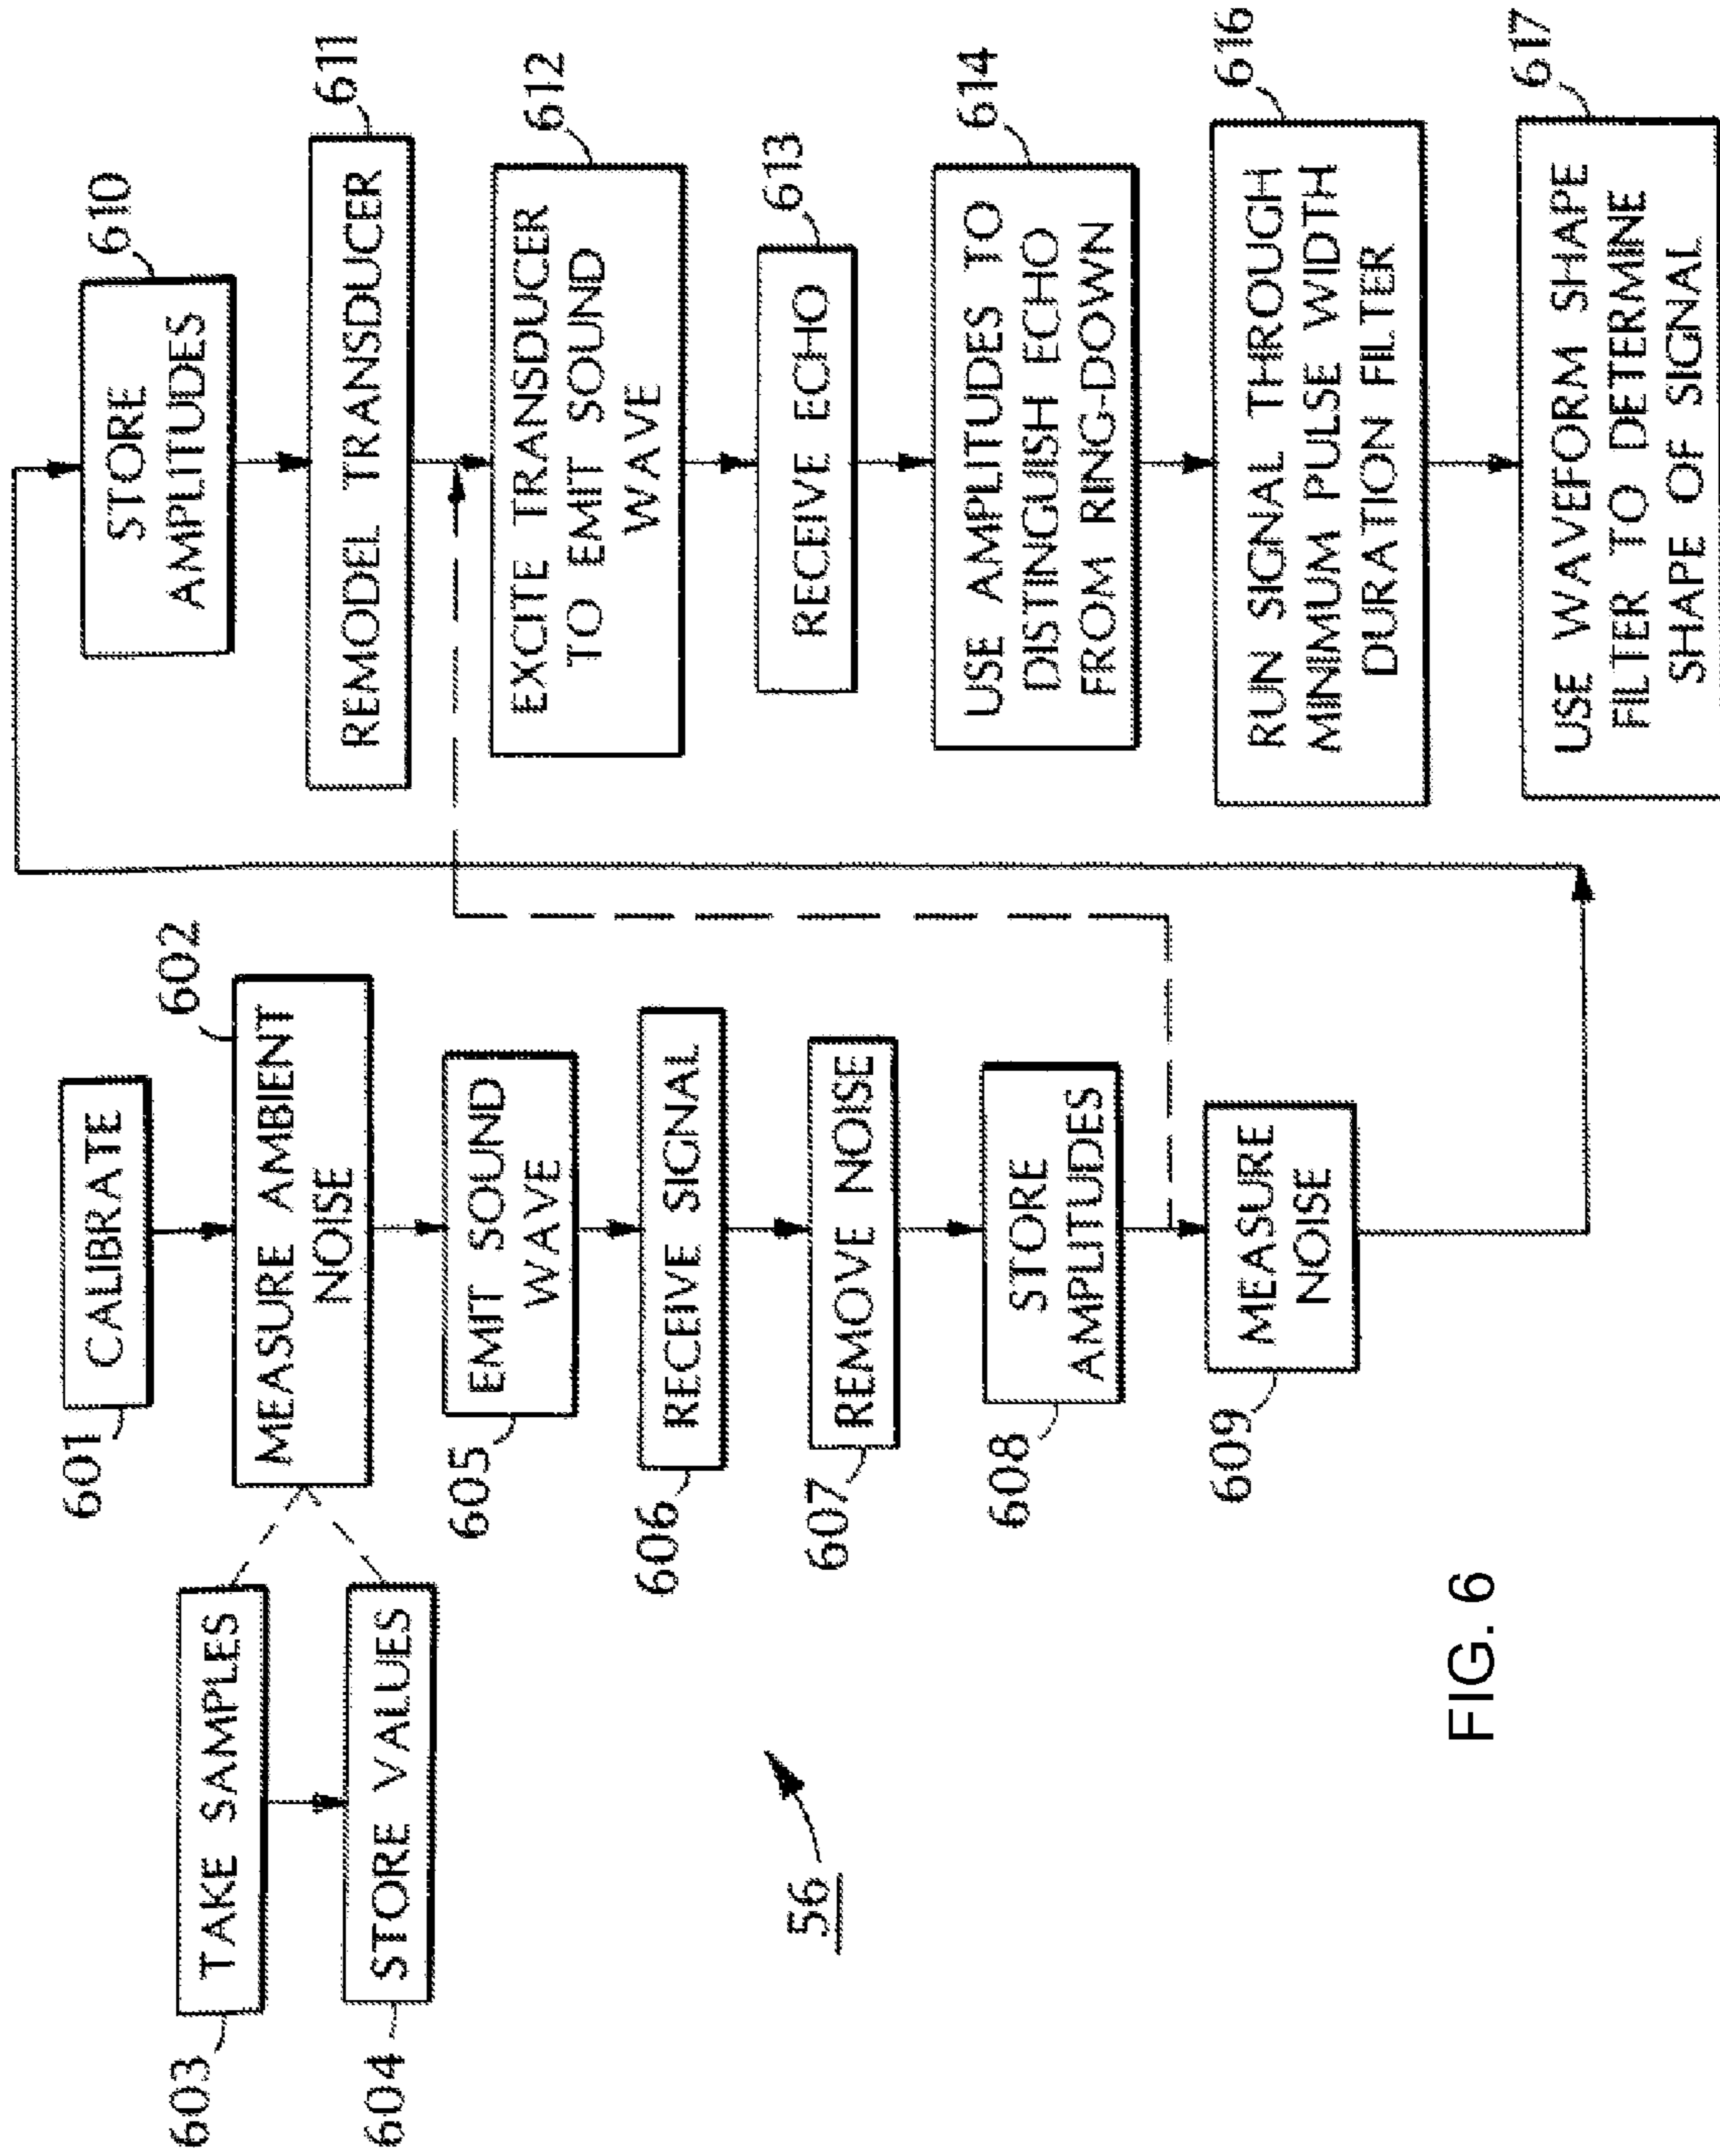 601
CALIBRATE
602
MEASURE AMBIENT
NOISE
603
TAKE SAMPLES
604
STORE VALUES
605
EMIT SOUND
WAVE
606
RECEIVE SIGNAL
607
REMOVE NOISE
608
STORE
AMPLITUDES
609
MEASURE
NOISE
610
STORE
AMPLITUDES
611
REMODEL TRANSDUCER
612
EXCITE TRANSDUCER
TO EMIT SOUND
WAVE
613
RECEIVE ECHO
614
USE AMPLITUDES TO
DISTINGUISH ECHO
FROM RING-DOWN
616
RUN SIGNAL THROUGH
MINIMUM PULSE WIDTH
DURATION FILTER
617
USE WAVEFORM SHAPE
FILTER TO DETERMINE
SHAPE OF SIGNAL
56
FIG. 6